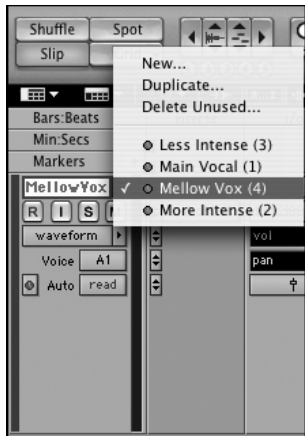 Shuffle Spot
Slip
New...
Duplicate...
Delete Unused...
Bars:Beats
Min:Secs
Markers
Less Intense (3)
Main Vocal (1)
MellowVox ✓ Mellow Vox (4)
More Intense (2)
R I S
waveform
vol
Voice A1
pan
Auto read